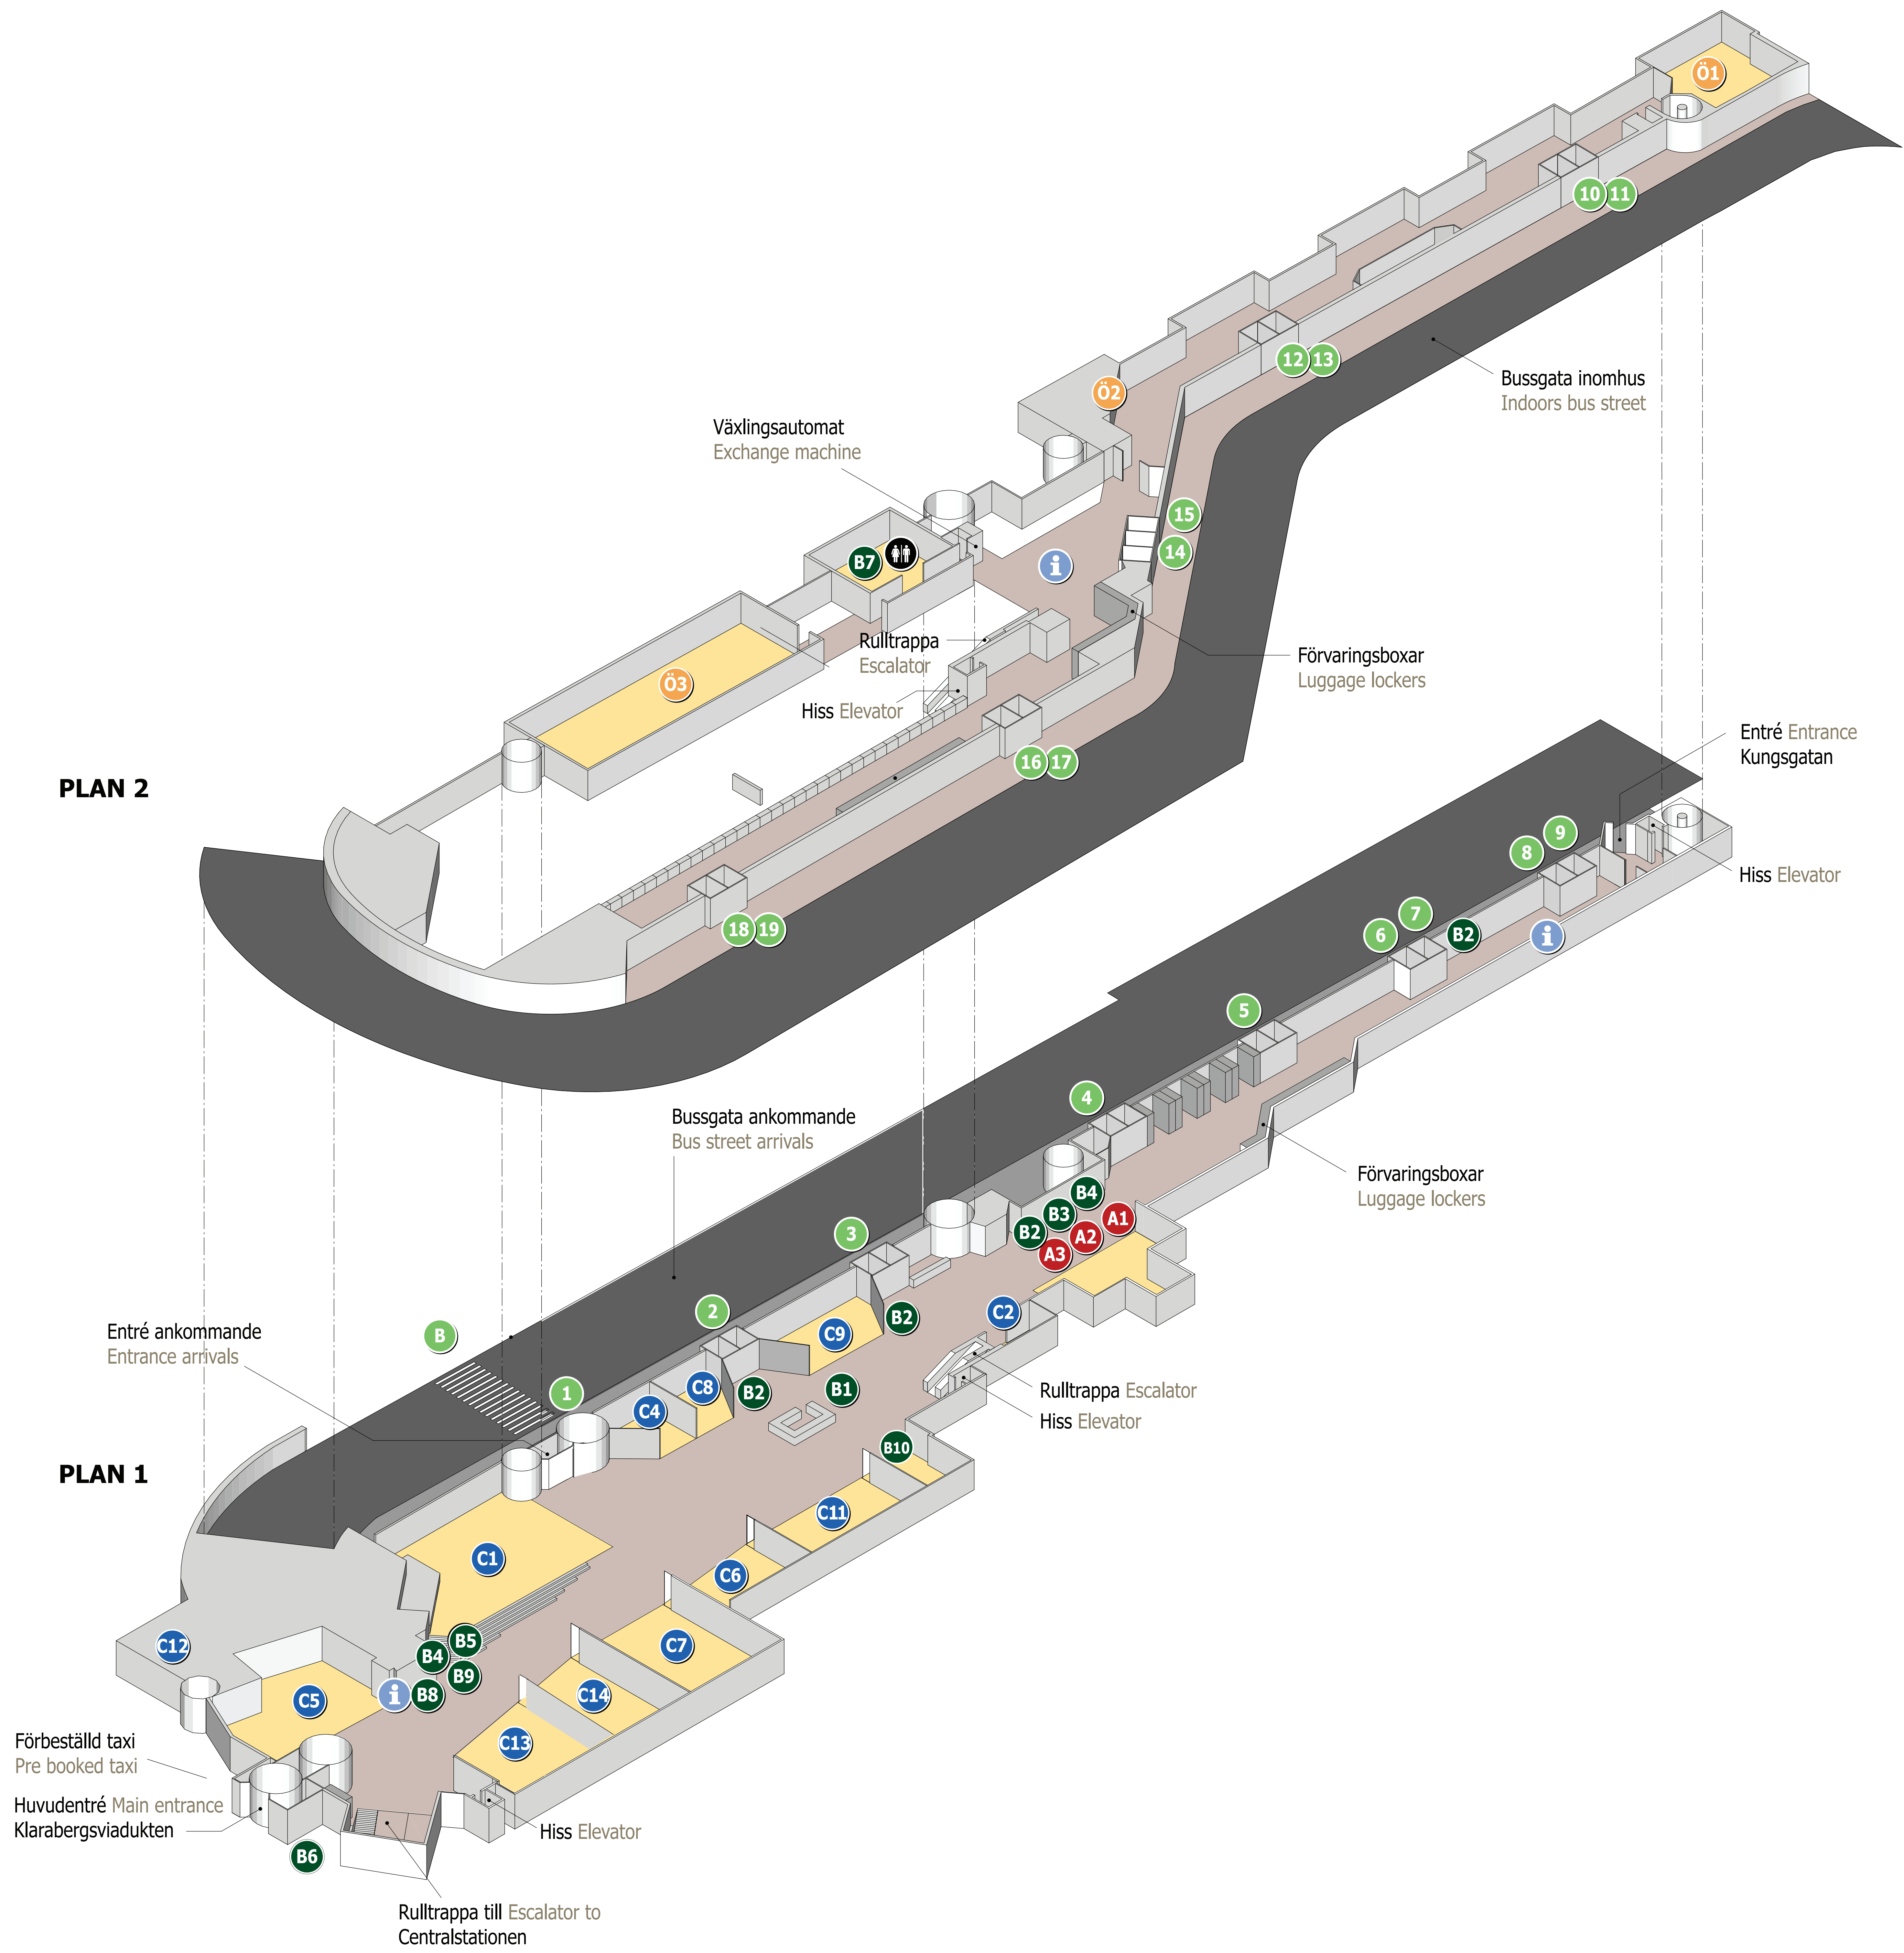 Ö1
10 11
12 13
Bussgata inomhus
Indoors bus street
Ö2
Växlingsautomat
Exchange machine
15
14
i
B7
Rulltrappa
Escalator
Förvaringsboxar
Luggage lockers
Ö3
Hiss Elevator
16 17
Entré Entrance
Kungsgatan
PLAN 2
8 9
Hiss Elevator
18 19
6 7 B2 i
5
4
Bussgata ankommande
Bus street arrivals
Förvaringsboxar
Luggage lockers
B4
B3 A1
B2 A2
A3
3
2
C2
B2
C9
B
Entré ankommande
Entrance arrivals
1
C8 B2 B1
C4
Rulltrappa Escalator
Hiss Elevator
B10
PLAN 1
C11
C1
C6
C12
B5
B4
B9
C7
i B8
C5
C14
C13
Förbeställd taxi
Pre booked taxi
Huvudentré Main entrance
Klarabergsviadukten
Hiss Elevator
B6
Rulltrappa till Escalator to
Centralstationen